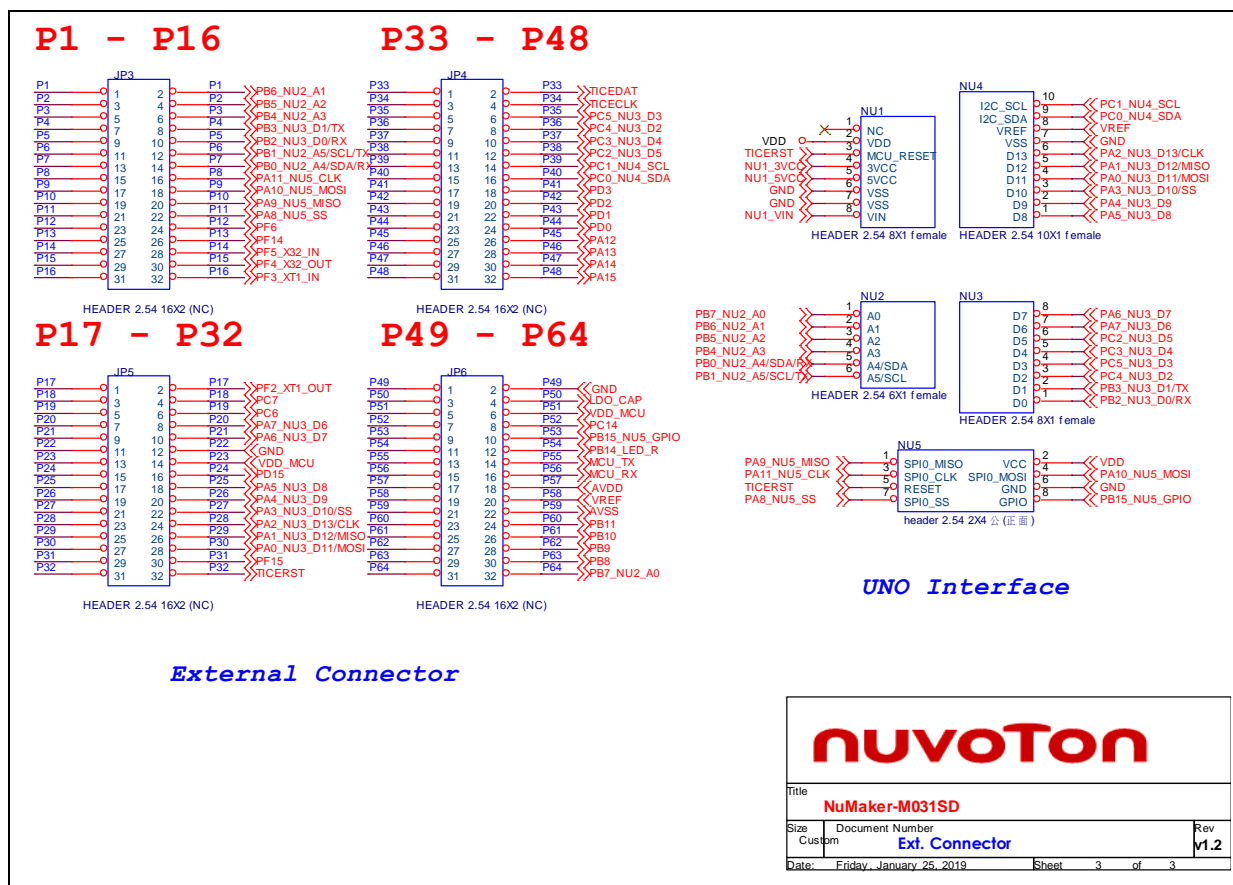 P1 - P16
P33 - P48
JP3
P1 1 2 P1 PB6_NU2_A1
P2 3 4 P2 PB5_NU2_A2
P3 5 6 P3 PB4_NU2_A3
P4 7 8 P4 PB3_NU3_D1/TX
P5 9 10 P5 PB2_NU3_D0/RX
P6 11 12 P6 PB1_NU2_A5/SCL/TX
P7 13 14 P7 PB0_NU2_A4/SDA/RX
P8 15 16 P8 PA11_NU5_CLK
P9 17 18 P9 PA10_NU5_MOSI
P10 19 20 P10 PA9_NU5_MISO
P11 21 22 P11 PA8_NU5_SS
P12 23 24 P12 PF6
P13 25 26 P13 PF14
P14 27 28 P14 PF5_X32_IN
P15 29 30 P15 PF4_X32_OUT
P16 31 32 P16 PF3_XT1_IN
HEADER 2.54 16X2 (NC)
JP4
P33 1 2 P33 TICEDAT
P34 3 4 P34 TICECLK
P35 5 6 P35 PC5_NU3_D3
P36 7 8 P36 PC4_NU3_D2
P37 9 10 P37 PC3_NU3_D4
P38 11 12 P38 PC2_NU3_D5
P39 13 14 P39 PC1_NU4_SCL
P40 15 16 P40 PC0_NU4_SDA
P41 17 18 P41 PD3
P42 19 20 P42 PD2
P43 21 22 P43 PD1
P44 23 24 P44 PD0
P45 25 26 P45 PA12
P46 27 28 P46 PA13
P47 29 30 P47 PA14
P48 31 32 P48 PA15
HEADER 2.54 16X2 (NC)
P17 - P32
P49 - P64
JP5
P17 1 2 P17 PF2_XT1_OUT
P18 3 4 P18 PC7
P19 5 6 P19 PC6
P20 7 8 P20 PA7_NU3_D6
P21 9 10 P21 PA6_NU3_D7
P22 11 12 P22 GND
P23 13 14 P23 VDD_MCU
P24 15 16 P24 PD15
P25 17 18 P25 PA5_NU3_D8
P26 19 20 P26 PA4_NU3_D9
P27 21 22 P27 PA3_NU3_D10/SS
P28 23 24 P28 PA2_NU3_D13/CLK
P29 25 26 P29 PA1_NU3_D12/MISO
P30 27 28 P30 PA0_NU3_D11/MOSI
P31 29 30 P31 PF15
P32 31 32 P32 TICERST
HEADER 2.54 16X2 (NC)
JP6
P49 1 2 P49 GND
P50 3 4 P50 LDO_CAP
P51 5 6 P51 VDD_MCU
P52 7 8 P52 PC14
P53 9 10 P53 PB15_NU5_GPIO
P54 11 12 P54 PB14_LED_R
P55 13 14 P55 MCU_TX
P56 15 16 P56 MCU_RX
P57 17 18 P57 AVDD
P58 19 20 P58 VREF
P59 21 22 P59 AVSS
P60 23 24 P60 PB11
P61 25 26 P61 PB10
P62 27 28 P62 PB9
P63 29 30 P63 PB8
P64 31 32 P64 PB7_NU2_A0
HEADER 2.54 16X2 (NC)
External Connector
NU1
1 NC
VDD 2 VDD
TICERST 3 MCU_RESET
NU1_3VCC 4 3VCC
NU1_5VCC 5 5VCC
GND 6 VSS
GND 7 VSS
NU1_VIN 8 VIN
HEADER 2.54 8X1 female
NU4
I2C_SCL 10 PC1_NU4_SCL
I2C_SDA 9 PC0_NU4_SDA
VREF 8 VREF
VSS 7 GND
D13 6 PA2_NU3_D13/CLK
D12 5 PA1_NU3_D12/MISO
D11 4 PA0_NU3_D11/MOSI
D10 3 PA3_NU3_D10/SS
D9 2 PA4_NU3_D9
D8 1 PA5_NU3_D8
HEADER 2.54 10X1 female
NU2
PB7_NU2_A0 1 A0
PB6_NU2_A1 2 A1
PB5_NU2_A2 3 A2
PB4_NU2_A3 4 A3
PB0_NU2_A4/SDA/RX 5 A4/SDA
PB1_NU2_A5/SCL/TX 6 A5/SCL
HEADER 2.54 6X1 female
NU3
D7 8 PA6_NU3_D7
D6 7 PA7_NU3_D6
D5 6 PC2_NU3_D5
D4 5 PC3_NU3_D4
D3 4 PC5_NU3_D3
D2 3 PC4_NU3_D2
D1 2 PB3_NU3_D1/TX
D0 1 PB2_NU3_D0/RX
HEADER 2.54 8X1 female
NU5
PA9_NU5_MISO 1 SPI0_MISO VCC 2 VDD
PA11_NU5_CLK 3 SPI0_CLK SPI0_MOSI 4 PA10_NU5_MOSI
TICERST 5 RESET GND 6 GND
PA8_NU5_SS 7 SPI0_SS GPIO 8 PB15_NU5_GPIO
header 2.54 2X4 公 (正面)
UNO Interface
nuvoTon
Title
NuMaker-M031SD
Size Document Number Rev
Custom Ext. Connector v1.2
Date: Friday, January 25, 2019 Sheet 3 of 3